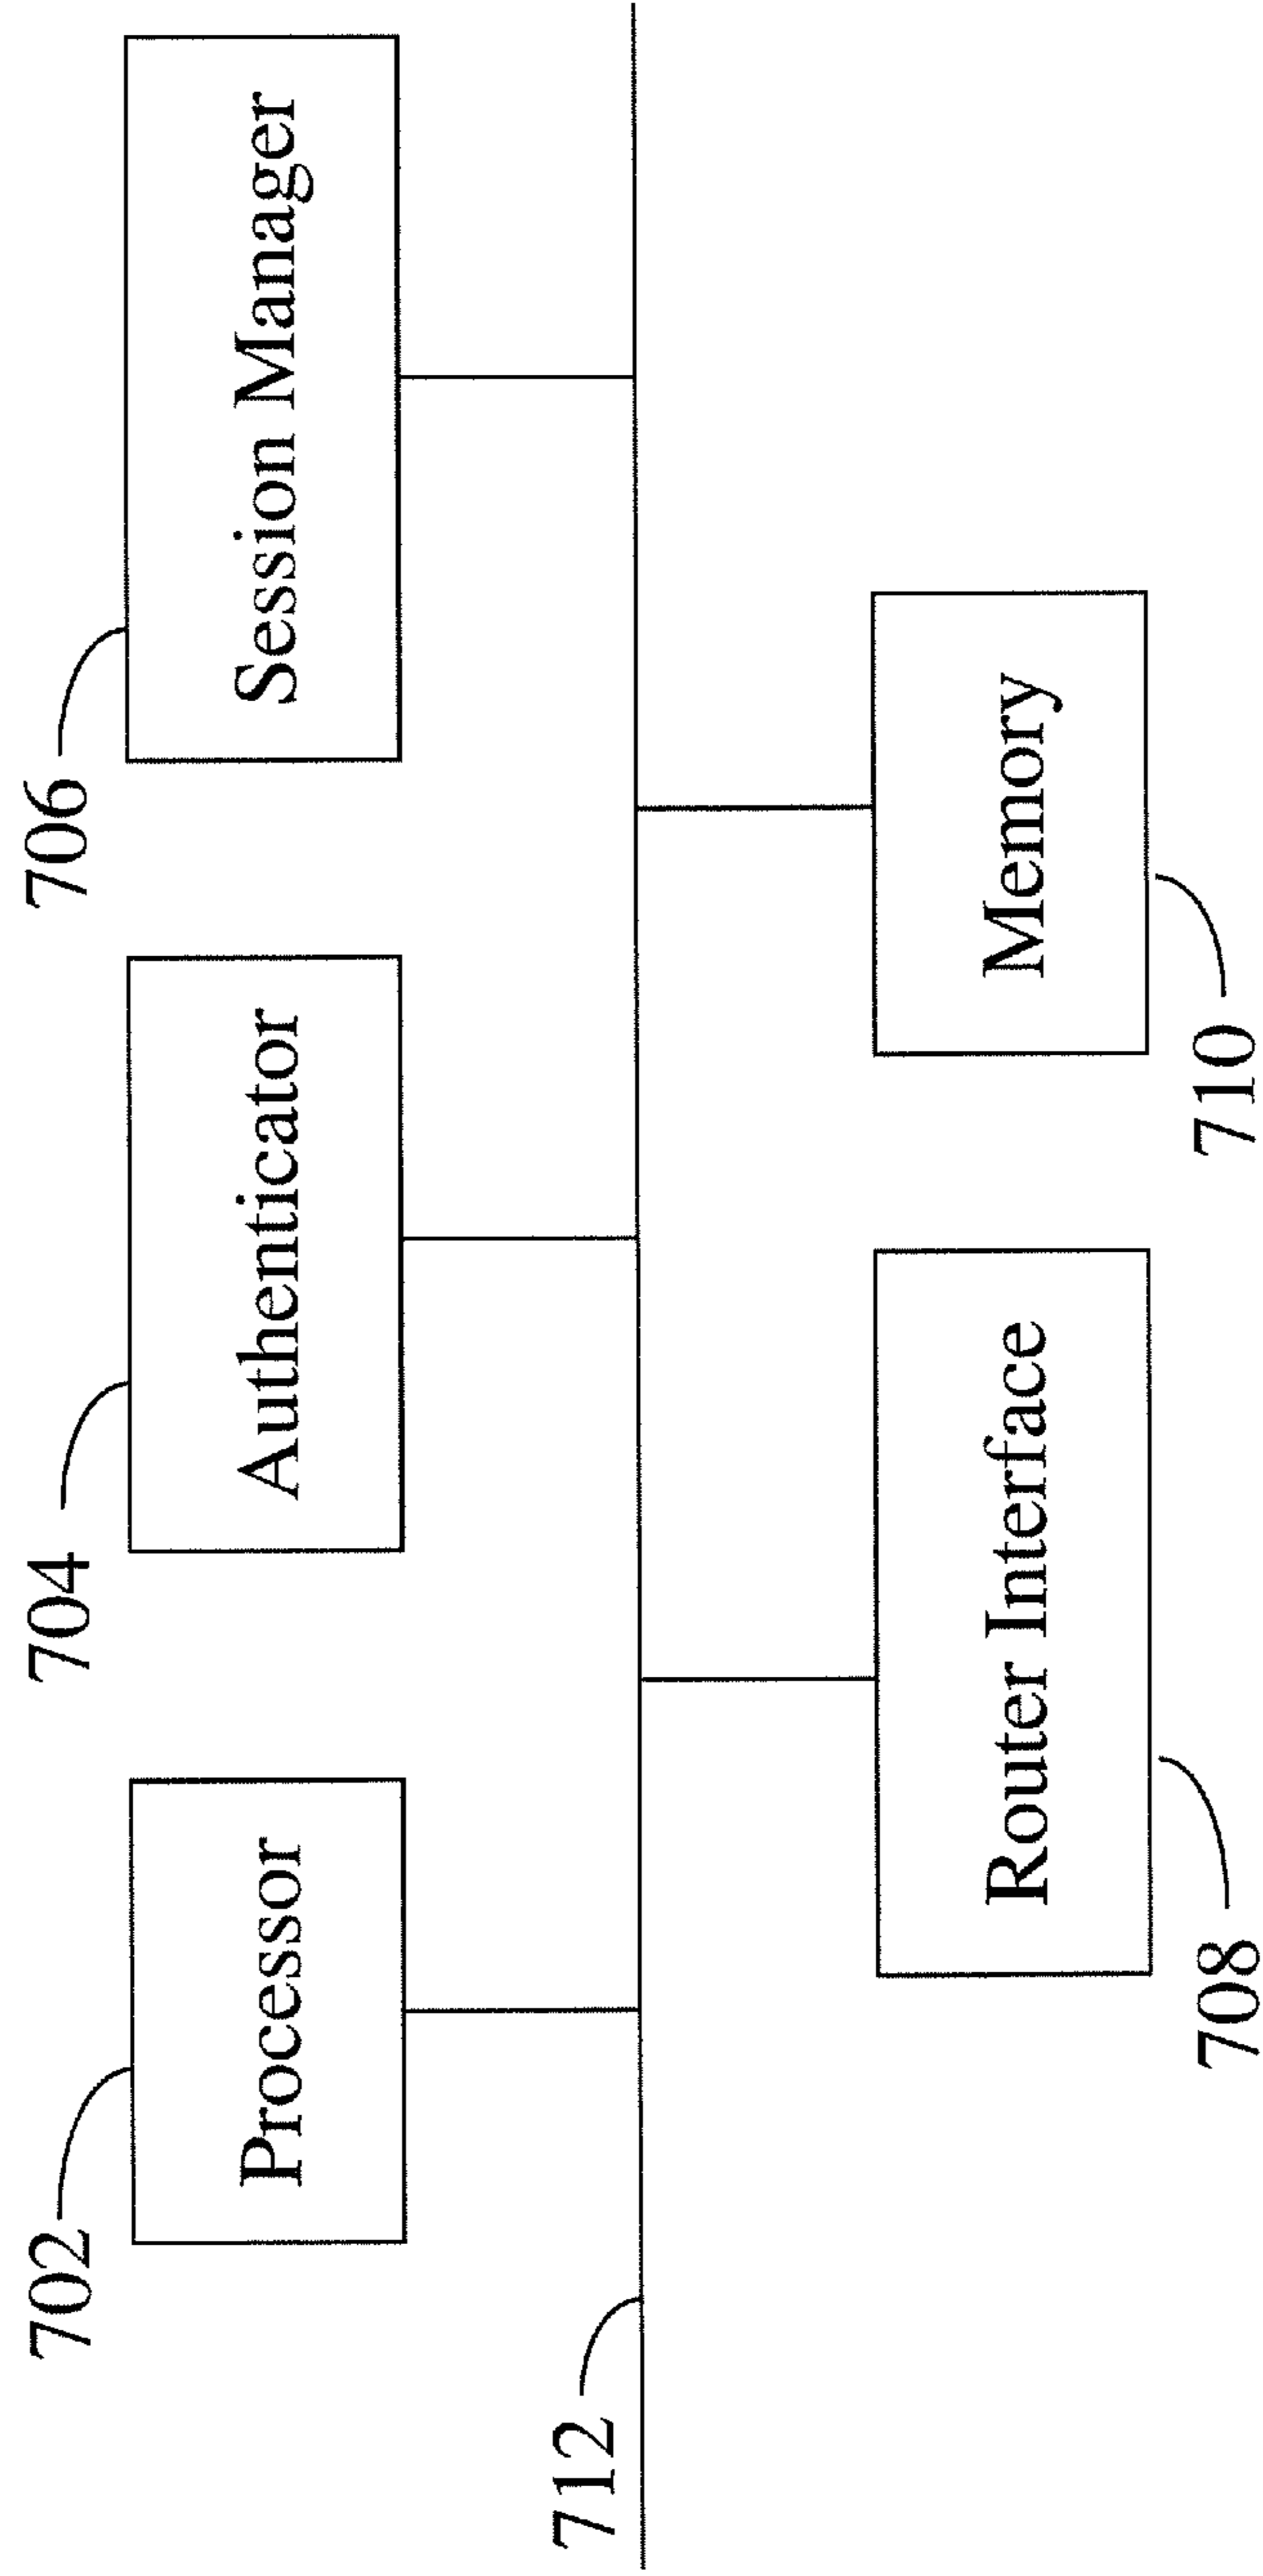 702
Processor
704
Authenticator
706
Session Manager
712
708
Router Interface
710
Memory